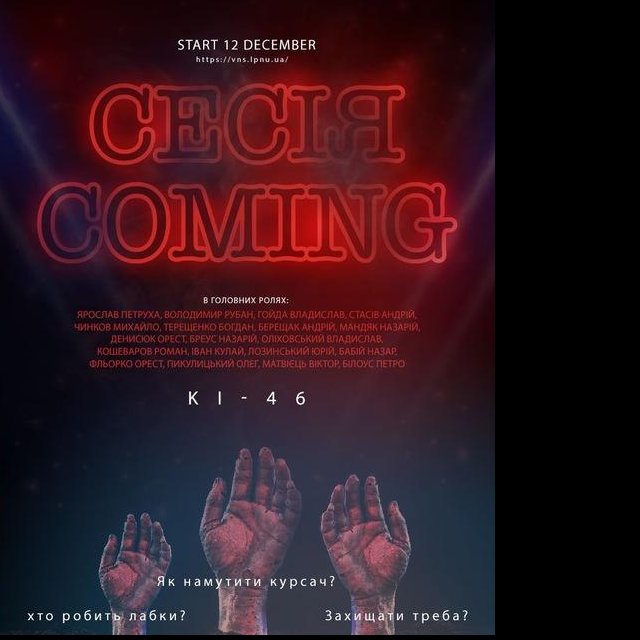 START 12 DECEMBER
https://vns.lpnu.ua/
СЕСІЯ
COMING
В ГОЛОВНИХ РОЛЯХ:
ЯРОСЛАВ ПЕТРУХА, ВОЛОДИМИР РУБАН, ГОЙДА ВЛАДИСЛАВ, СТАСІВ АНДРІЙ,
ЧИНКОВ МИХАЙЛО, ТЕРЕЩЕНКО БОГДАН, БЕРЕЩАК АНДРІЙ, МАНДЯК НАЗАРІЙ,
ДЕНИСЮК ОРЕСТ, БРЕУС НАЗАРІЙ, ОЛІХОВСЬКИЙ ВЛАДИСЛАВ,
КОШЕВАРОВ РОМАН, ІВАН КУЛАЙ, ЛОЗИНСЬКИЙ ЮРІЙ, БАБІЙ НАЗАР,
ФЛЬОРКО ОРЕСТ, ПИКУЛИЦЬКИЙ ОЛЕГ, МАТВІЄЦЬ ВІКТОР, БІЛОУС ПЕТРО
КІ-46
Як намутити курсач?
хто робить лабки?
Захищати треба?